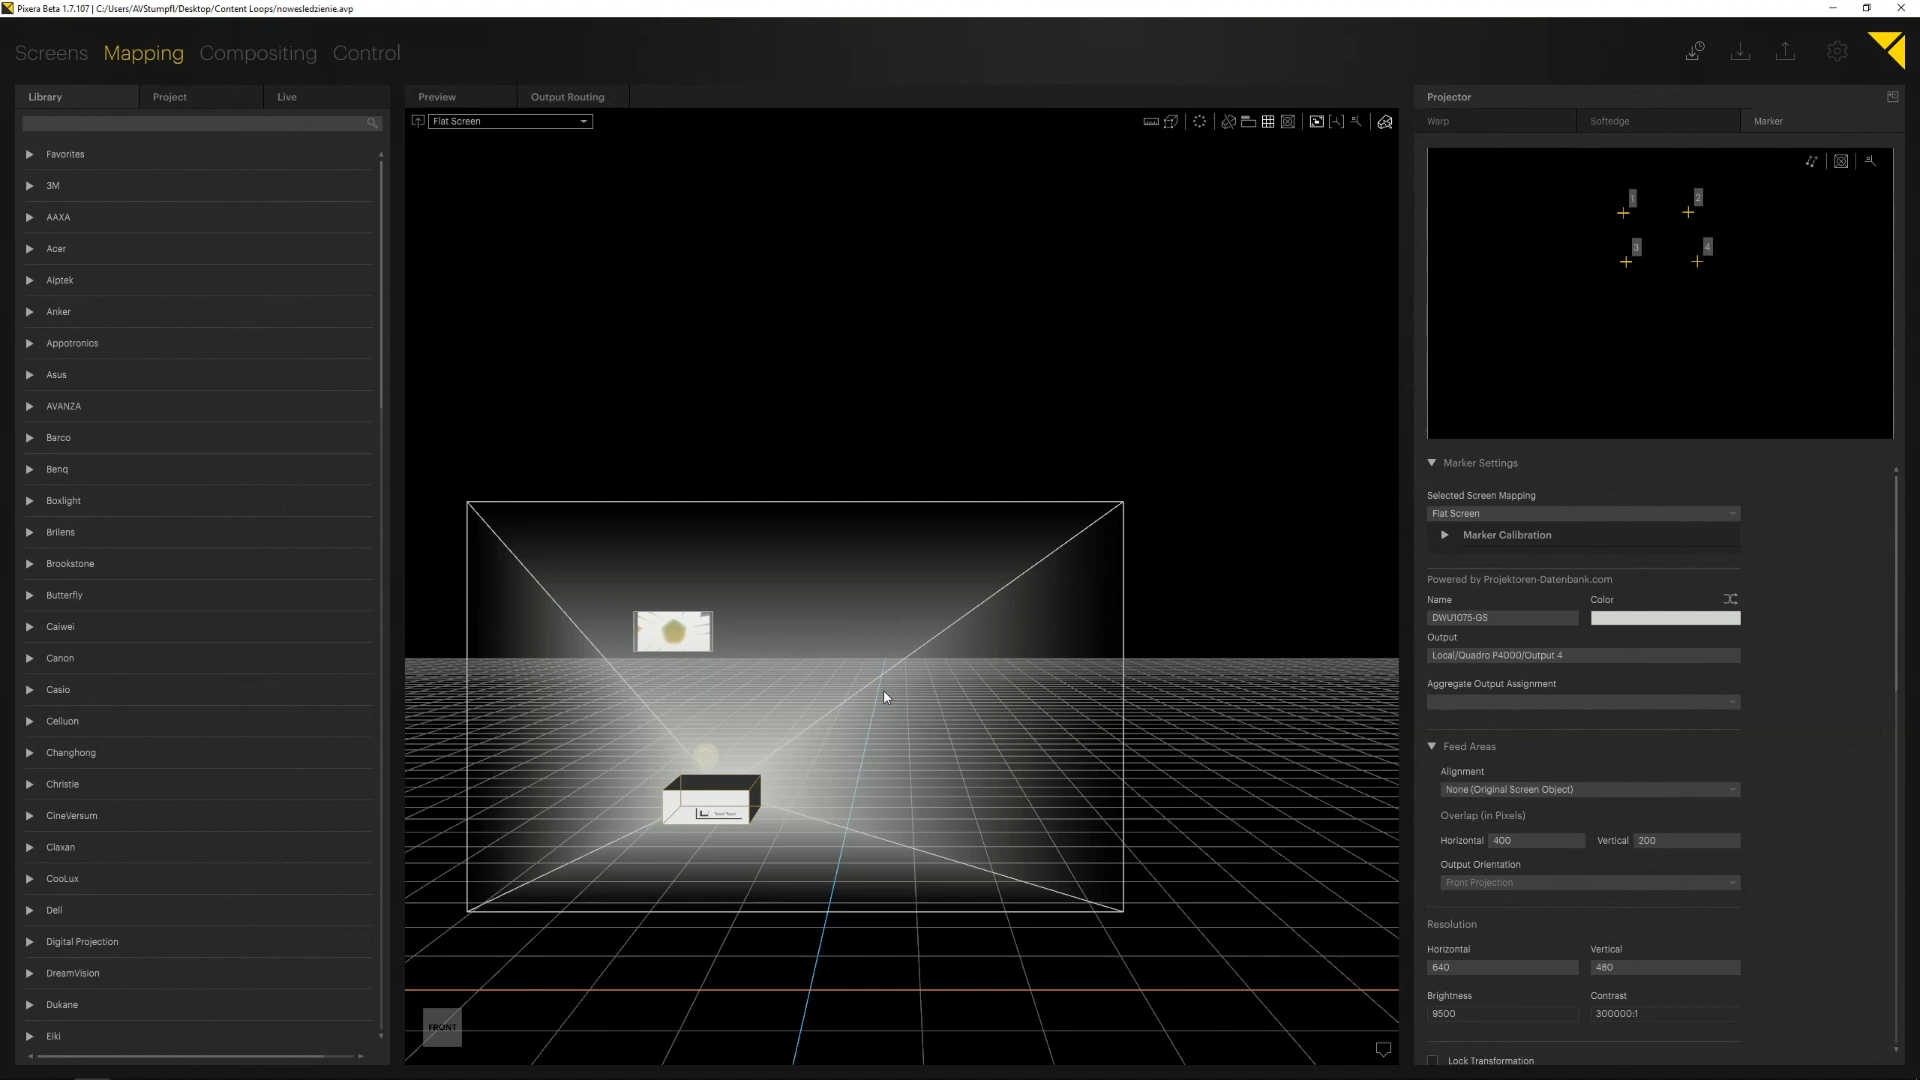 Pixera Beta 1.7.107 | C:/Users/AVStumpfl/Desktop/Content Loops/nowesledzienie.avp
Screens Mapping Compositing Control
Library Project Live
Favorites
3M
AAXA
Acer
Aiptek
Anker
Appotronics
Asus
AVANZA
Barco
Benq
Boxlight
Brilens
Brookstone
Butterfly
Caiwei
Canon
Casio
Celluon
Changhong
Christie
CineVersum
Claxan
CooLux
Dell
Digital Projection
DreamVision
Dukane
Eiki
Preview Output Routing
Flat Screen
FRONT
Projector
Warp Softedge Marker
1 2
3 4
Marker Settings
Selected Screen Mapping
Flat Screen
Marker Calibration
Powered by Projektoren-Datenbank.com
Name Color
DWU1075-GS
Output
Local/Quadro P4000/Output 4
Aggregate Output Assignment
Feed Areas
Alignment
None (Original Screen Object)
Overlap (in Pixels)
Horizontal 400 Vertical 200
Output Orientation
Front Projection
Resolution
Horizontal Vertical
640 480
Brightness Contrast
9500 300000:1
Lock Transformation